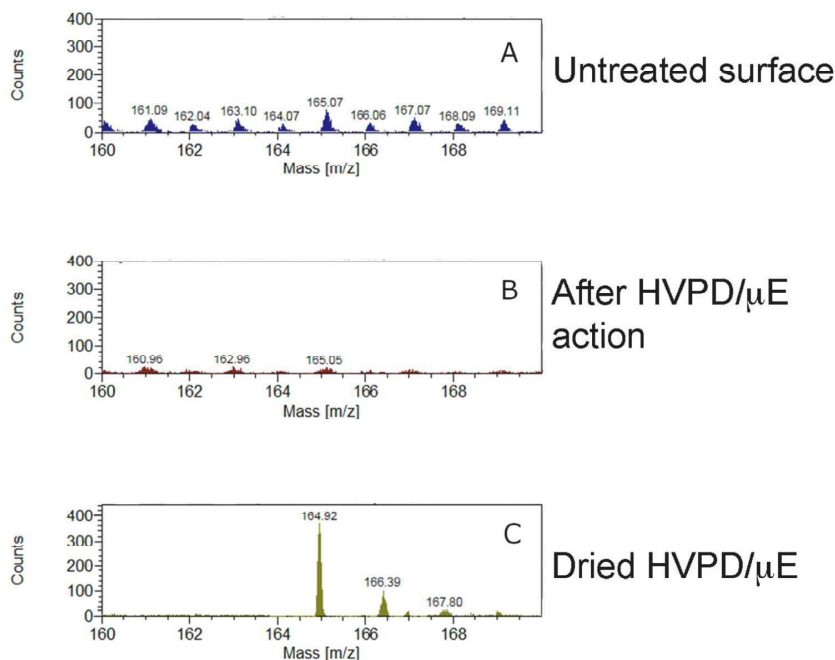 400
300
200
100
0
Counts
A
161.09
162.04
163.10
164.07
165.07
166.06
167.07
168.09
169.11
160 162 164 166 168
Mass [m/z]
Untreated surface
400
300
200
100
0
Counts
B
160.96
162.96
165.05
160 162 164 166 168
Mass [m/z]
After HVPD/μE
action
400
300
200
100
0
Counts
C
164.92
166.39
167.80
160 162 164 166 168
Mass [m/z]
Dried HVPD/μE